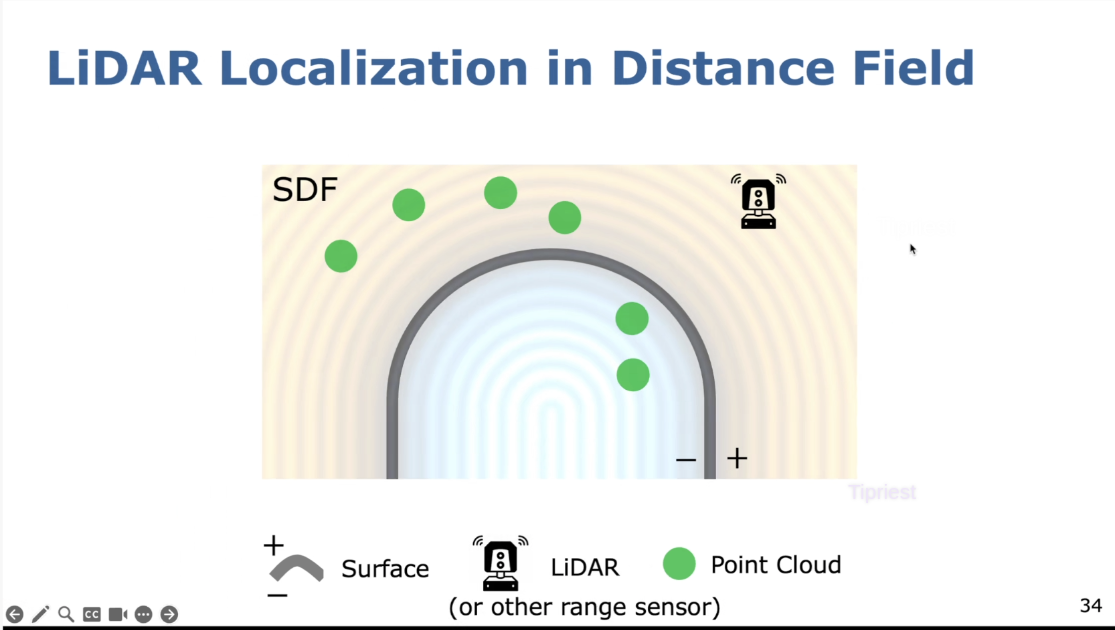 LiDAR Localization in Distance Field
SDF
− +
Tipriest
+
Surface
−
LiDAR
(or other range sensor)
Point Cloud
CC
34